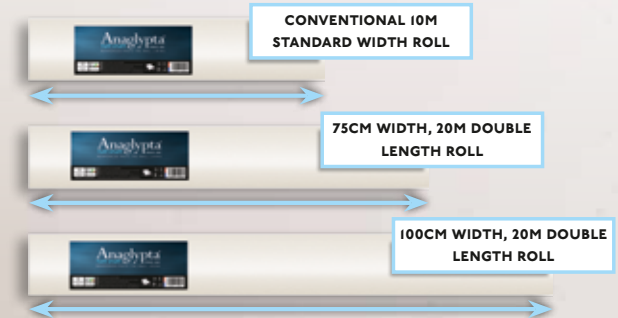 CONVENTIONAL 10M
STANDARD WIDTH ROLL
Anaglypta
75CM WIDTH, 20M DOUBLE
LENGTH ROLL
Anaglypta
100CM WIDTH, 20M DOUBLE
LENGTH ROLL
Anaglypta